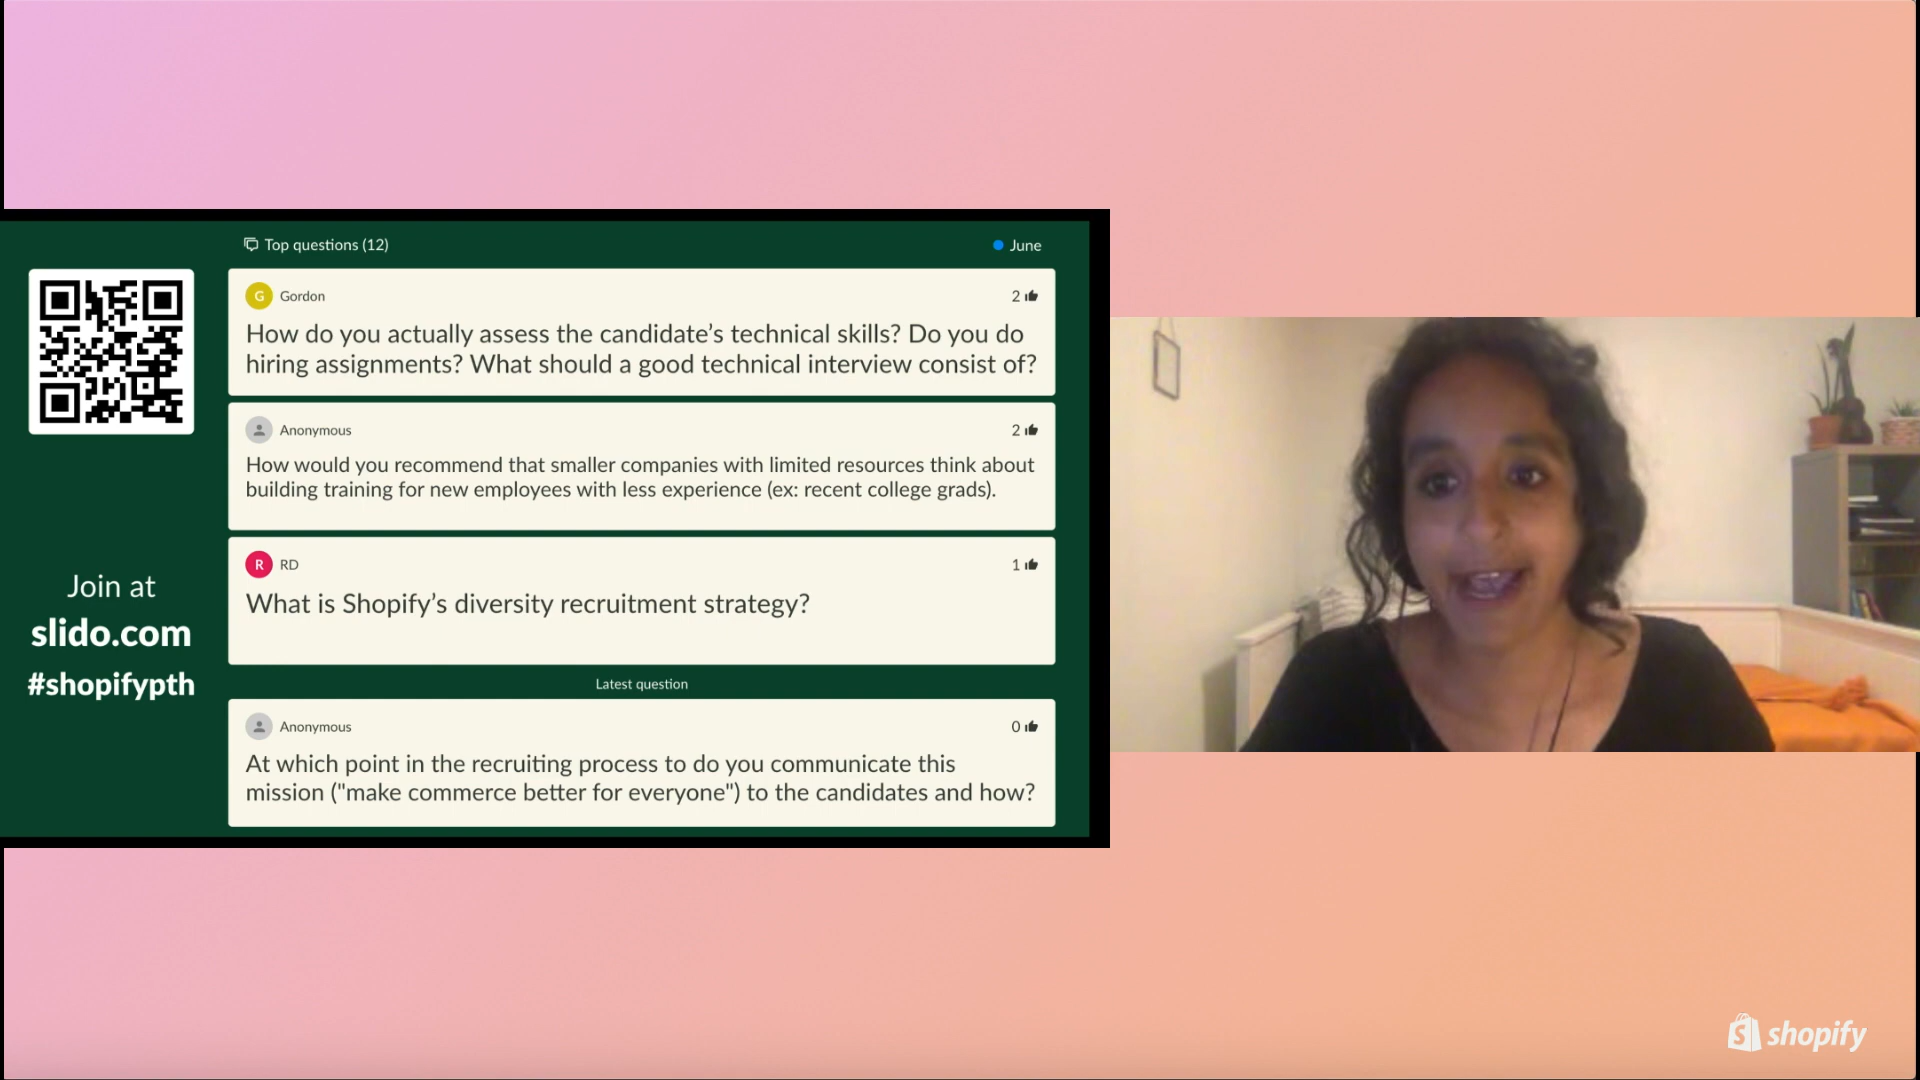 Top questions (12)
June
G Gordon
2
How do you actually assess the candidate’s technical skills? Do you do
hiring assignments? What should a good technical interview consist of?
Anonymous
2
How would you recommend that smaller companies with limited resources think about
building training for new employees with less experience (ex: recent college grads).
R RD
1
What is Shopify’s diversity recruitment strategy?
Join at
slido.com
#shopifypth
Latest question
Anonymous
0
At which point in the recruiting process to do you communicate this
mission ("make commerce better for everyone") to the candidates and how?
shopify